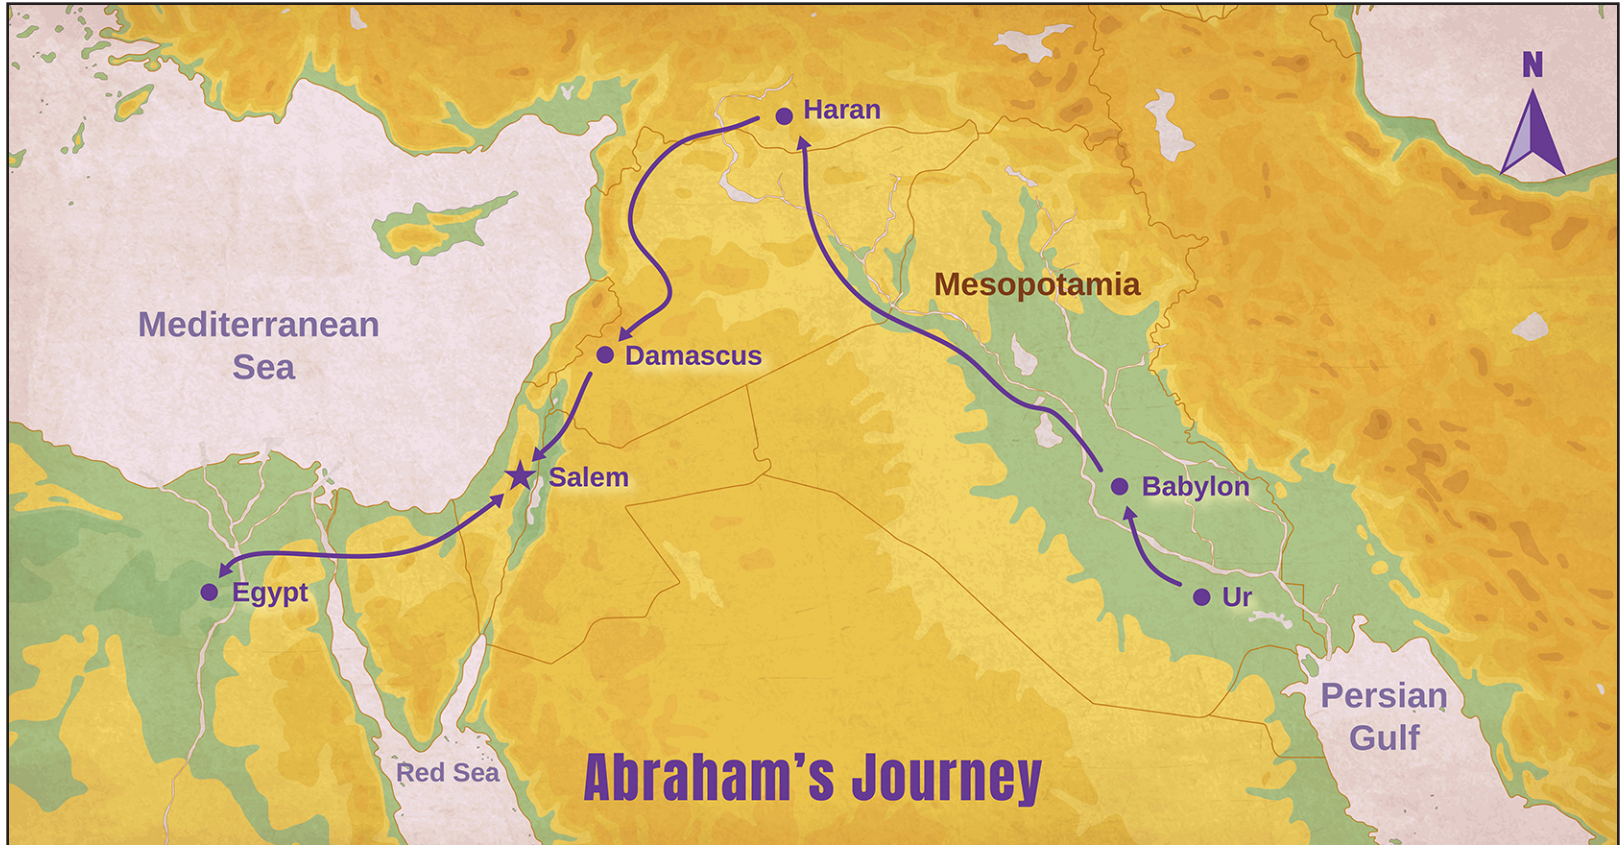 N
Haran
Mesopotamia
Mediterranean
Sea
Damascus
Salem
Babylon
Egypt
Ur
Persian
Gulf
Red Sea
Abraham’s Journey